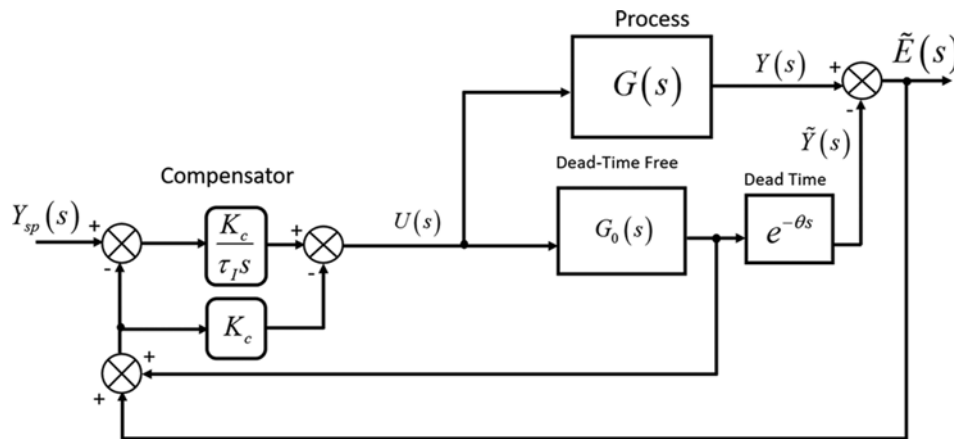 Process
G(s)
Y(s)
+
-
Ẽ(s)
Ỹ(s)
Compensator
Dead-Time Free
Dead Time
Y_sp(s)
+
-
K_c
τ_I s
+
-
U(s)
G_0(s)
e^{-θs}
K_c
+
+